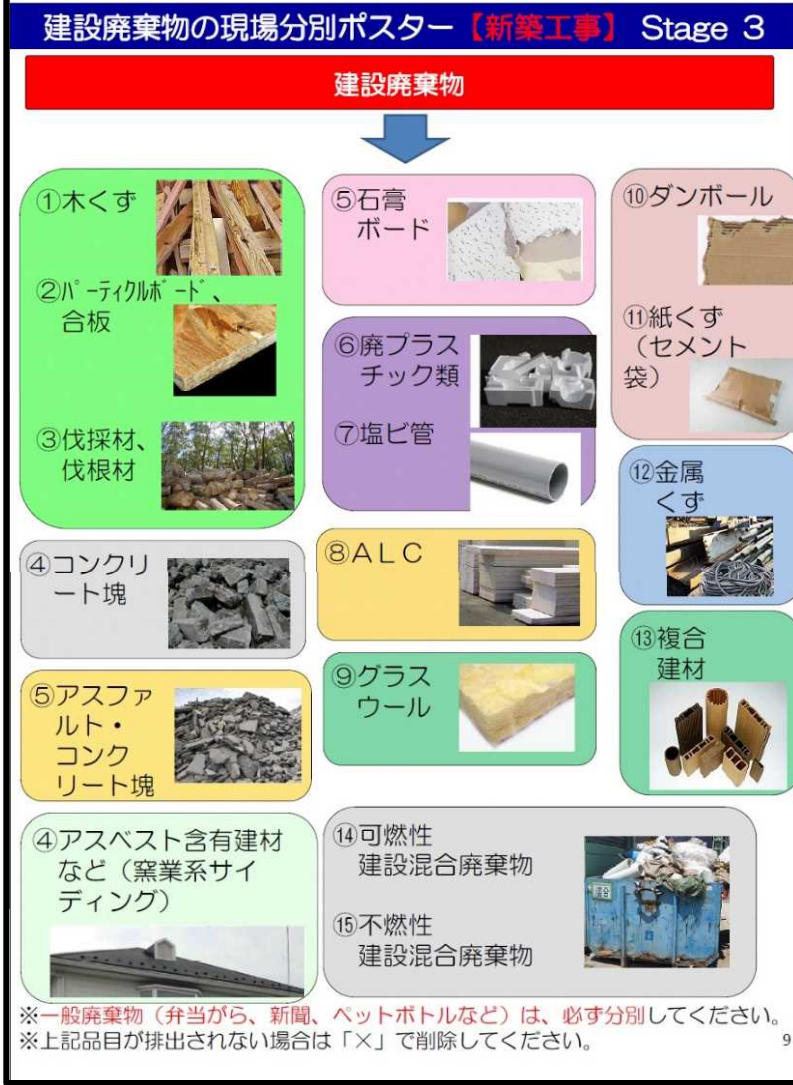 建設廃棄物の現場分別ポスター【新築工事】 Stage 3
建設廃棄物
①木くず
②ﾊﾟｰﾃｨｸﾙﾎﾞｰﾄﾞ、
合板
③伐採材、
伐根材
④コンクリ
ート塊
⑤アスファ
ルト・
コンク
リート塊
④アスベスト含有建材
など（窯業系サイ
ディング）
⑤石膏
ボード
⑥廃プラス
チック類
⑦塩ビ管
⑧ＡＬＣ
⑨グラス
ウール
⑩ダンボール
⑪紙くず
（セメント
袋）
⑫金属
くず
⑬複合
建材
⑭可燃性
建設混合廃棄物
⑮不燃性
建設混合廃棄物
混合
※一般廃棄物（弁当がら、新聞、ペットボトルなど）は、必ず分別してください。
※上記品目が排出されない場合は「×」で削除してください。
9